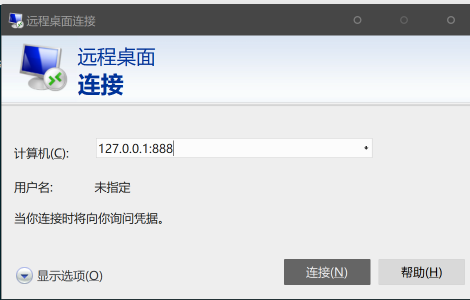 远程桌面连接
远程桌面
连接
计算机(C): 127.0.0.1:888
用户名: 未指定
当你连接时将向你询问凭据。
显示选项(O) 连接(N) 帮助(H)